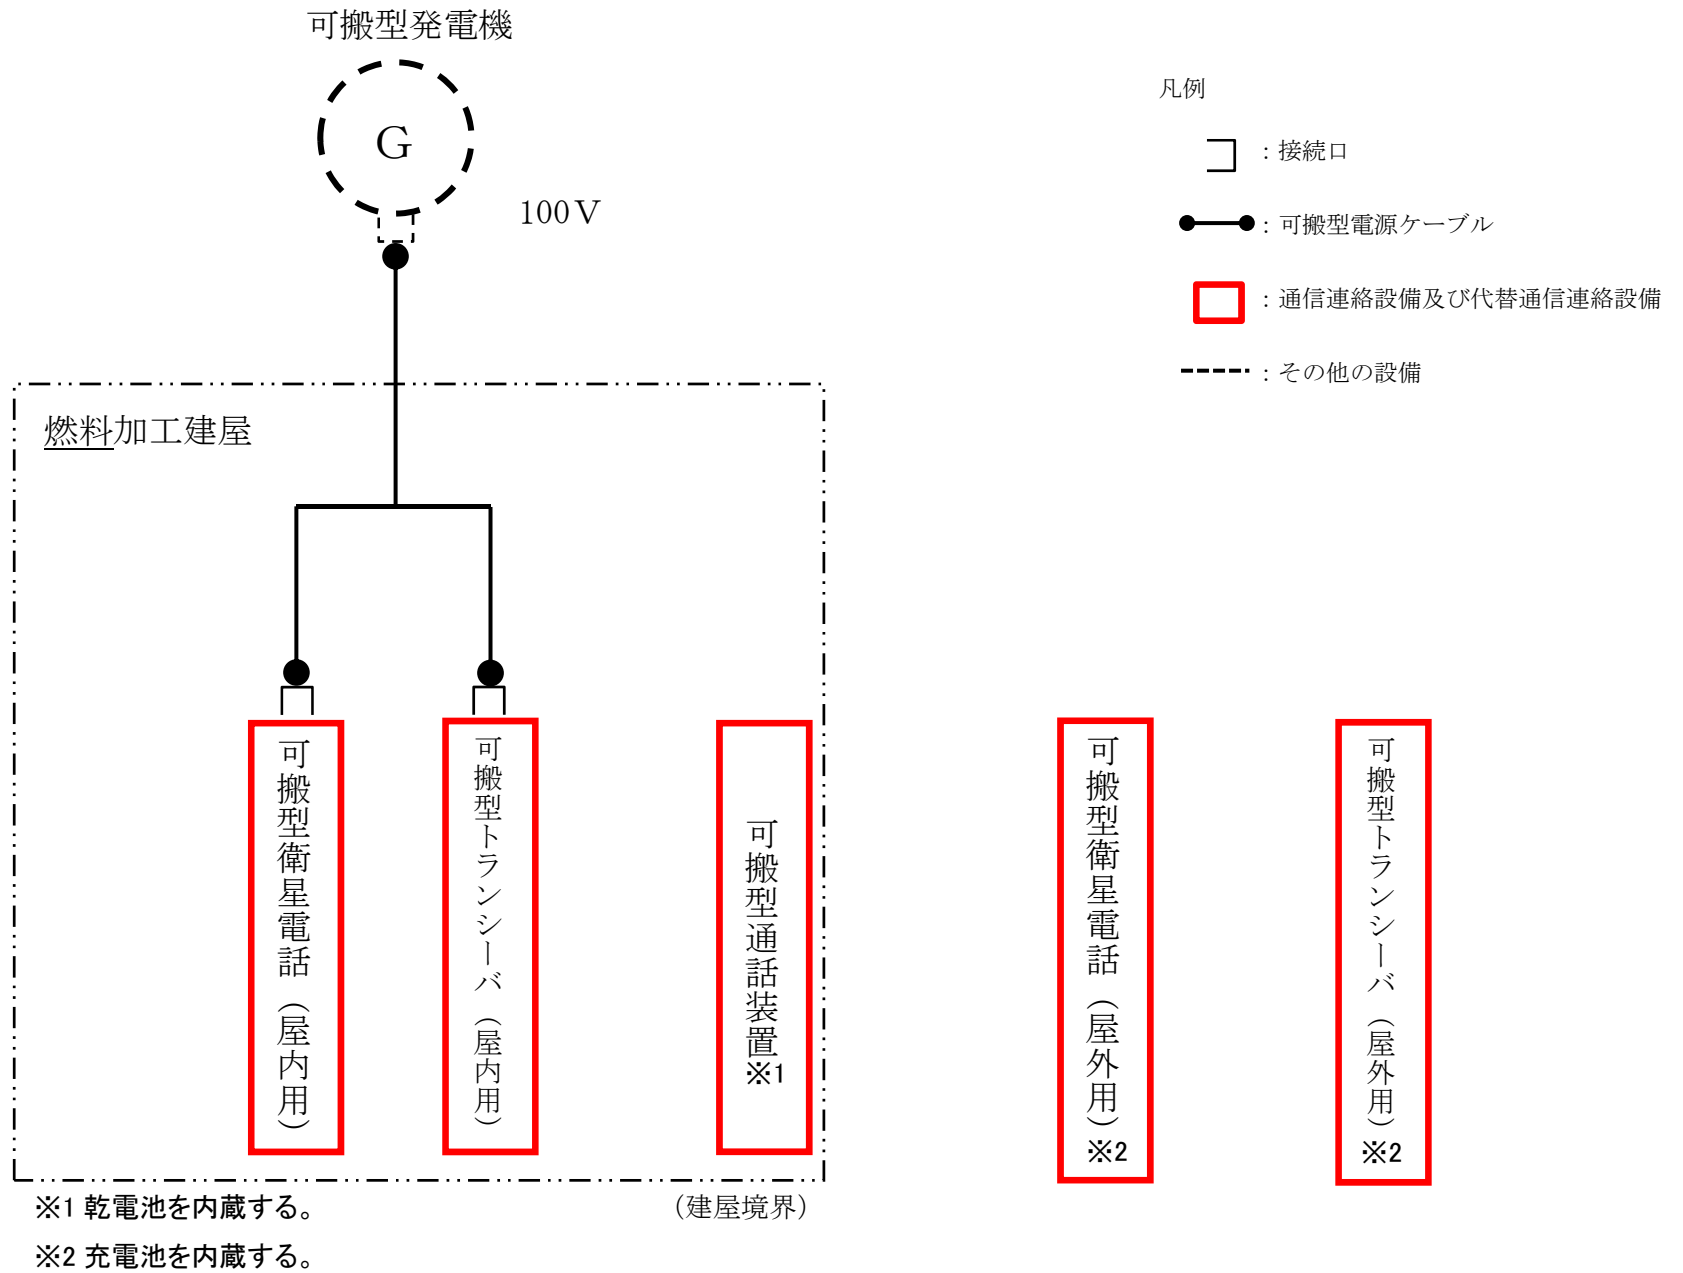 可搬型発電機
G
100V
凡例
：接続口
：可搬型電源ケーブル
：通信連絡設備及び代替通信連絡設備
：その他の設備
燃料加工建屋
可搬型衛星電話（屋内用）
可搬型トランシーバ（屋内用）
可搬型通話装置※1
可搬型衛星電話（屋外用）※2
可搬型トランシーバ（屋外用）※2
（建屋境界）
※1 乾電池を内蔵する。
※2 充電池を内蔵する。